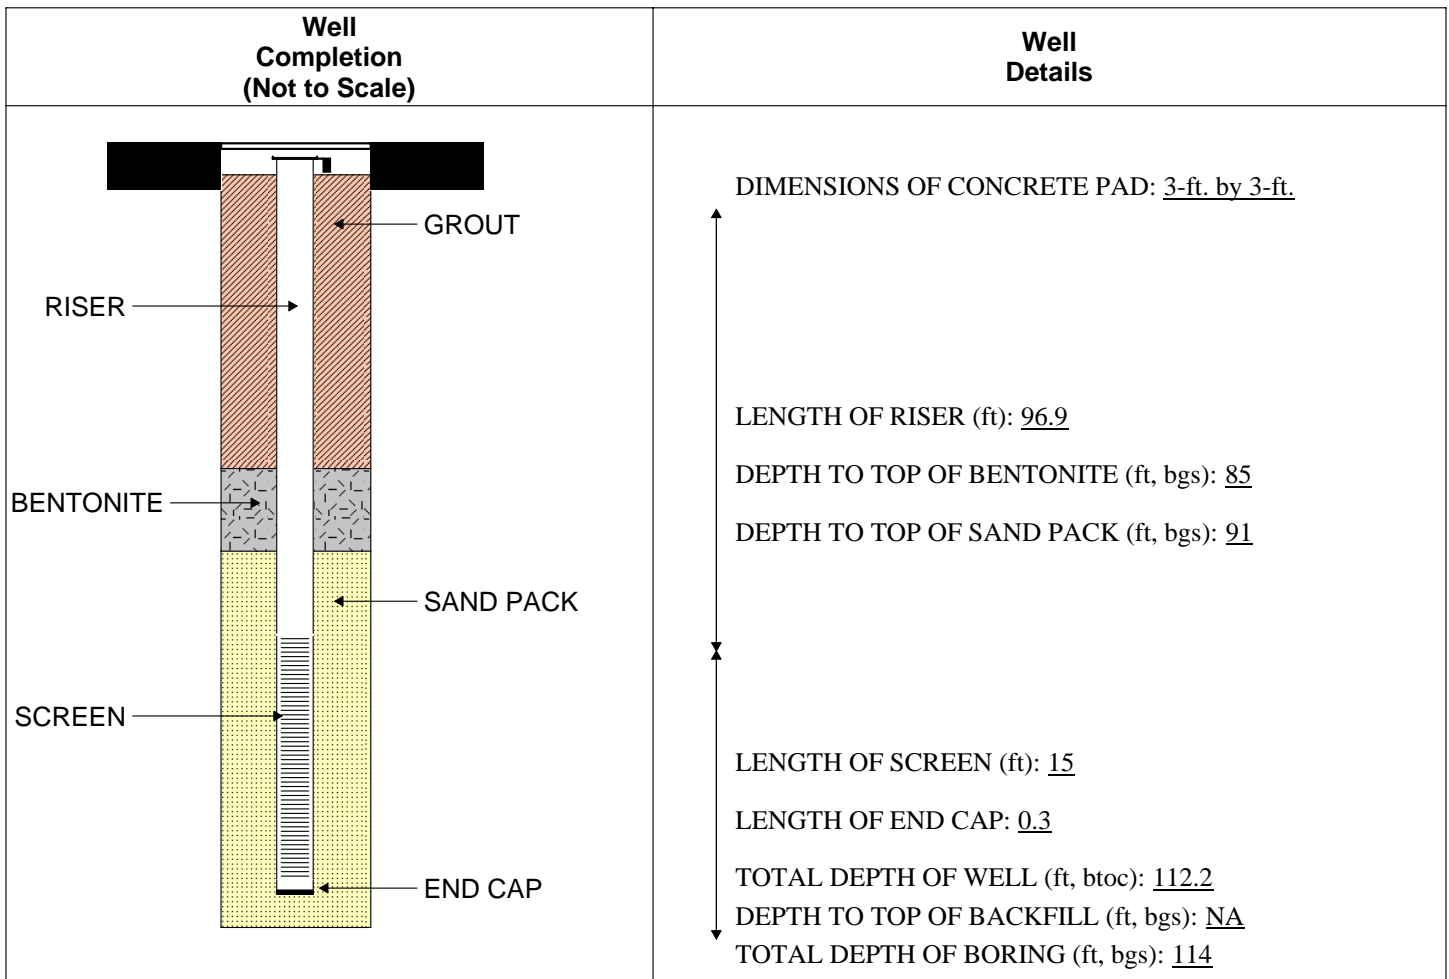 Well
Completion
(Not to Scale)
Well
Details
GROUT
RISER
BENTONITE
SAND PACK
SCREEN
END CAP
DIMENSIONS OF CONCRETE PAD: 3-ft. by 3-ft.
LENGTH OF RISER (ft): 96.9
DEPTH TO TOP OF BENTONITE (ft, bgs): 85
DEPTH TO TOP OF SAND PACK (ft, bgs): 91
LENGTH OF SCREEN (ft): 15
LENGTH OF END CAP: 0.3
TOTAL DEPTH OF WELL (ft, btoc): 112.2
DEPTH TO TOP OF BACKFILL (ft, bgs): NA
TOTAL DEPTH OF BORING (ft, bgs): 114